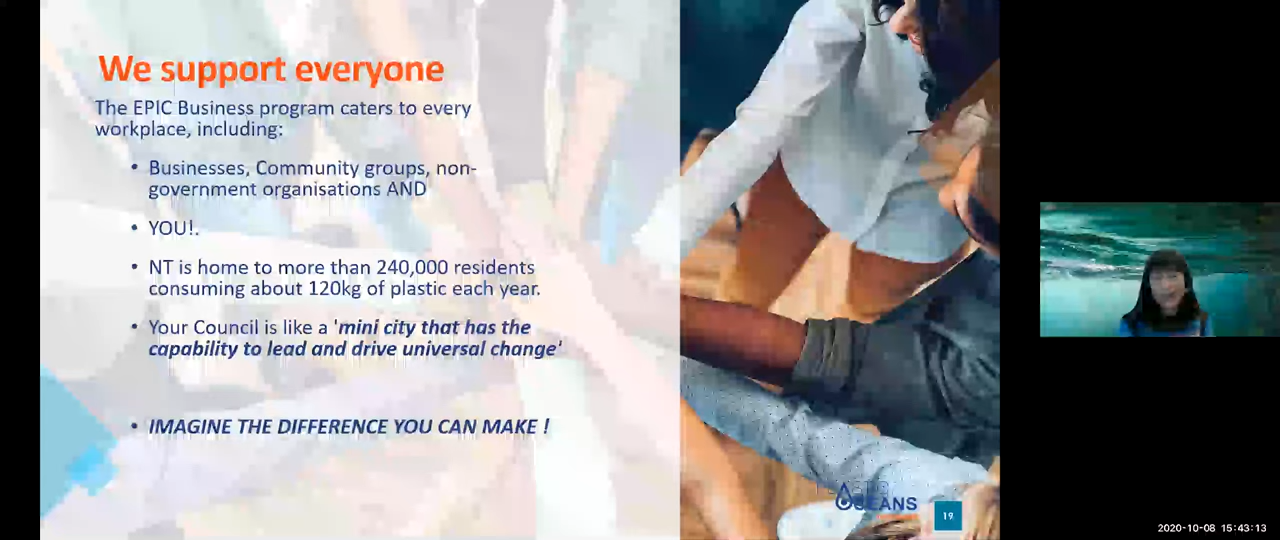 We support everyone
The EPIC Business program caters to every
workplace, including:
• Businesses, Community groups, non-
government organisations AND
• YOU!.
• NT is home to more than 240,000 residents
consuming about 120kg of plastic each year.
• Your Council is like a 'mini city that has the
capability to lead and drive universal change'
• IMAGINE THE DIFFERENCE YOU CAN MAKE !
OCEANS
19
2020-10-08 15:43:13